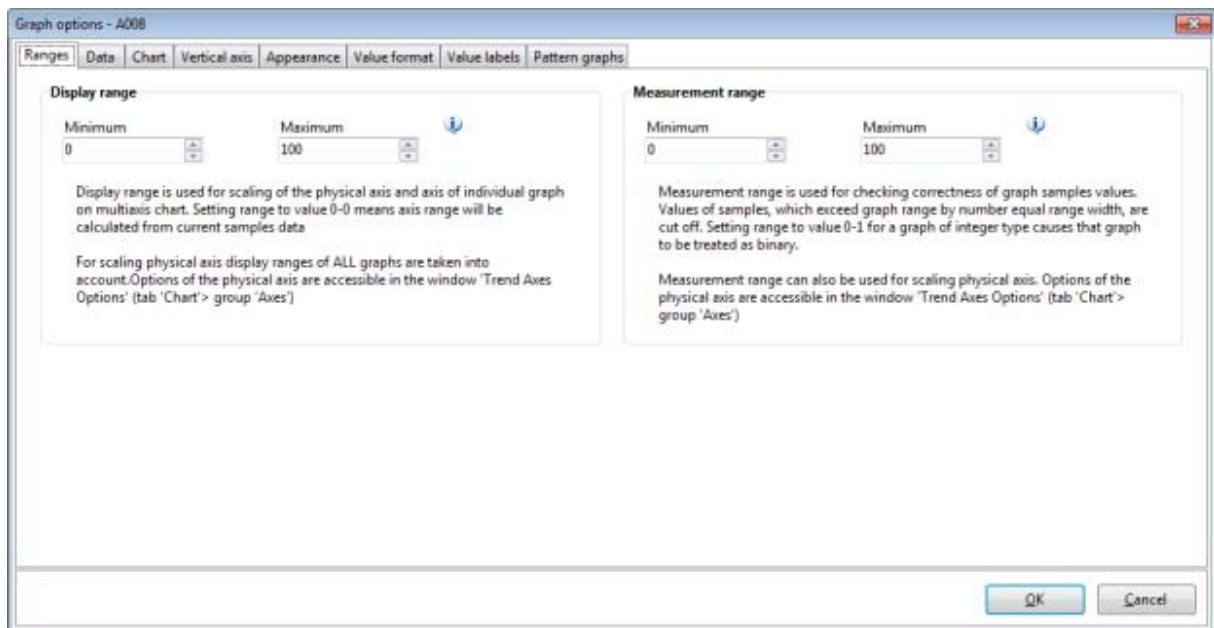 Graph options - A008
Ranges Data Chart Vertical axis Appearance Value format Value labels Pattern graphs
Display range
Minimum Maximum
0 100
Display range is used for scaling of the physical axis and axis of individual graph
on multiaxis chart. Setting range to value 0-0 means axis range will be
calculated from current samples data
For scaling physical axis display ranges of ALL graphs are taken into
account.Options of the physical axis are accessible in the window 'Trend Axes
Options' (tab 'Chart'> group 'Axes')
Measurement range
Minimum Maximum
0 100
Measurement range is used for checking correctness of graph samples values.
Values of samples, which exceed graph range by number equal range width, are
cut off. Setting range to value 0-1 for a graph of integer type causes that graph
to be treated as binary.
Measurement range can also be used for scaling physical axis. Options of the
physical axis are accessible in the window 'Trend Axes Options' (tab 'Chart'>
group 'Axes')
OK Cancel